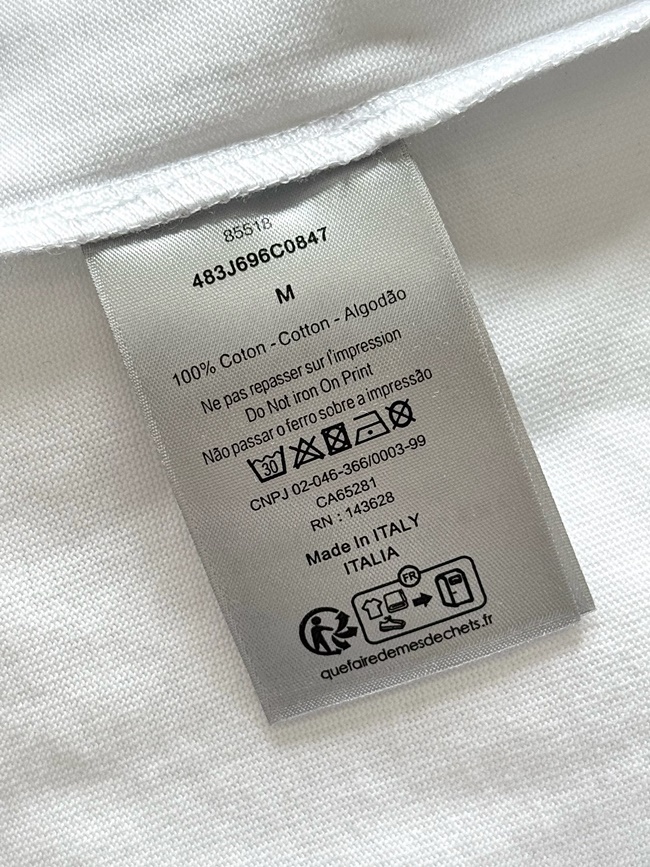 85518
483J696C0847
M
100% Coton - Cotton - Algodão
Ne pas repasser sur l'impression
Do Not iron On Print
Não passar o ferro sobre a impressão
30
CNPJ 02-046-366/0003-99
CA65281
RN : 143628
Made In ITALY
ITALIA
FR
quefairedemesdechets.fr